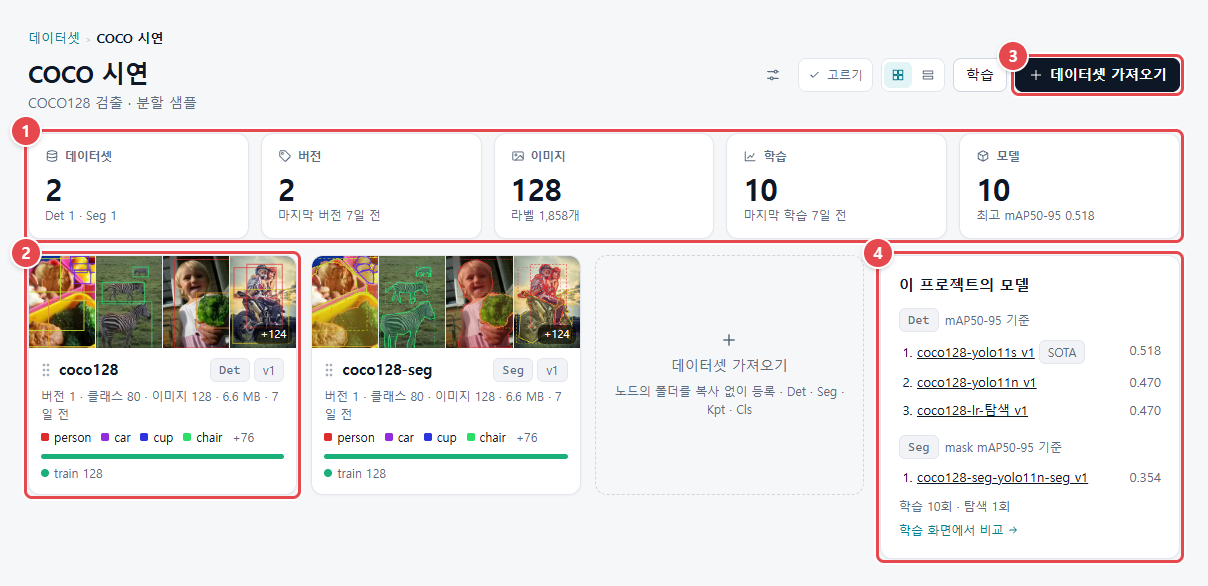 데이터셋 > COCO 시연
COCO 시연
COCO128 검출 · 분할 샘플
고르기
학습
3
+ 데이터셋 가져오기
1
데이터셋
2
Det 1 · Seg 1
버전
2
마지막 버전 7일 전
이미지
128
라벨 1,858개
학습
10
마지막 학습 7일 전
모델
10
최고 mAP50-95 0.518
2
+124
coco128 Det v1
버전 1 · 클래스 80 · 이미지 128 · 6.6 MB · 7
일 전
person car cup chair +76
train 128
+124
coco128-seg Seg v1
버전 1 · 클래스 80 · 이미지 128 · 6.6 MB · 7
일 전
person car cup chair +76
train 128
+
데이터셋 가져오기
노드의 폴더를 복사 없이 등록 · Det · Seg ·
Kpt · Cls
4
이 프로젝트의 모델
Det mAP50-95 기준
1. coco128-yolo11s v1 SOTA 0.518
2. coco128-yolo11n v1 0.470
3. coco128-lr-탐색 v1 0.470
Seg mask mAP50-95 기준
1. coco128-seg-yolo11n-seg v1 0.354
학습 10회 · 탐색 1회
학습 화면에서 비교 →